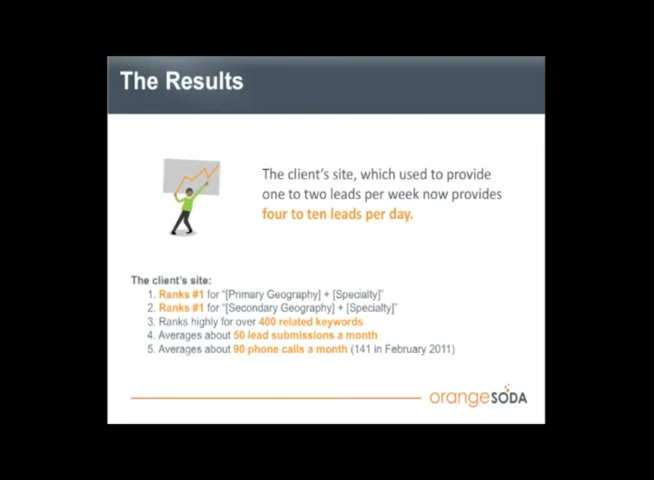 The Results
The client's site, which used to provide
one to two leads per week now provides
four to ten leads per day.
The client's site:
1. Ranks #1 for "[Primary Geography] + [Specialty]"
2. Ranks #1 for "[Secondary Geography] + [Specialty]"
3. Ranks highly for over 400 related keywords
4. Averages about 50 lead submissions a month
5. Averages about 90 phone calls a month (141 in February 2011)
orangeSODA